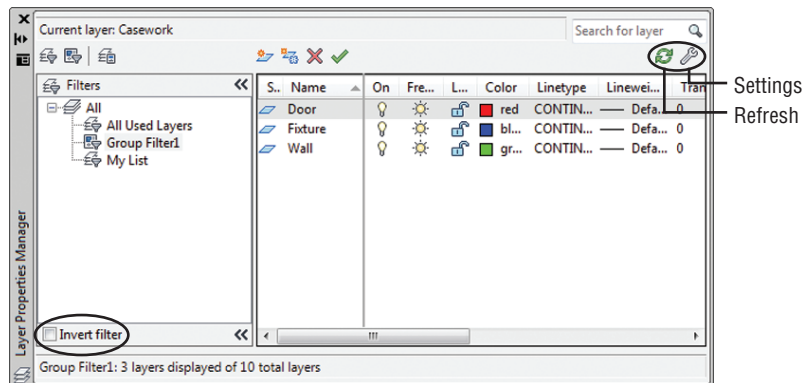 Current layer: Casework
Search for layer
Filters
S.. Name On Fre... L... Color Linetype Linewei... Tran
All
All Used Layers
Group Filter1
My List
Door red CONTIN... Defa... 0
Fixture bl... CONTIN... Defa... 0
Wall gr... CONTIN... Defa... 0
Settings
Refresh
Layer Properties Manager
Invert filter
Group Filter1: 3 layers displayed of 10 total layers